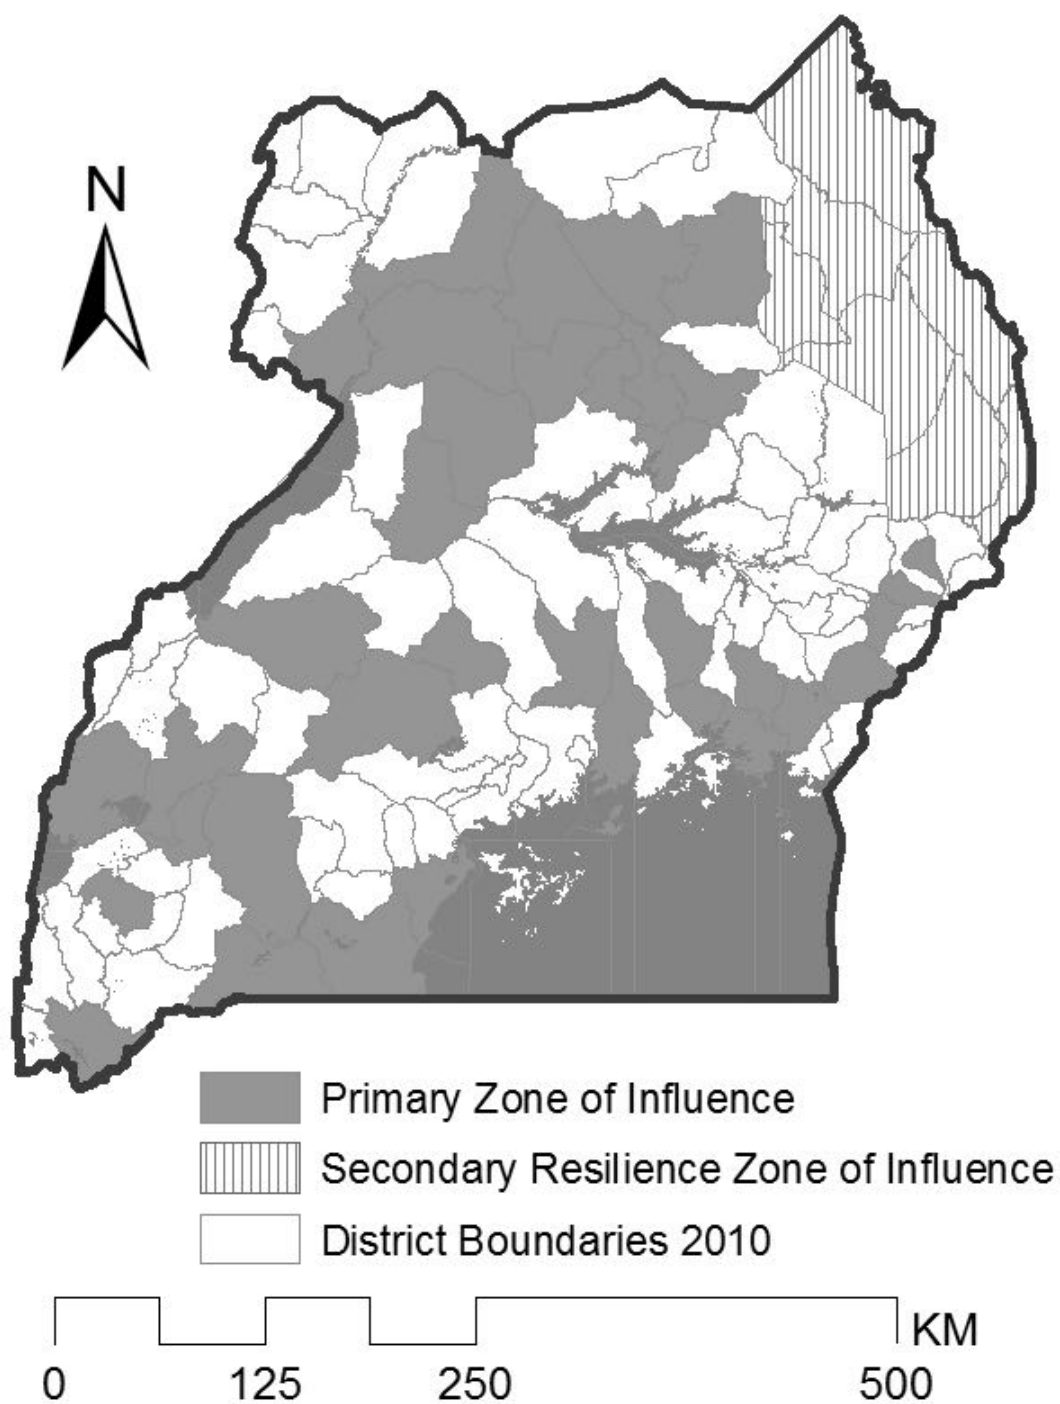 N
Primary Zone of Influence
Secondary Resilience Zone of Influence
District Boundaries 2010
KM
0 125 250 500